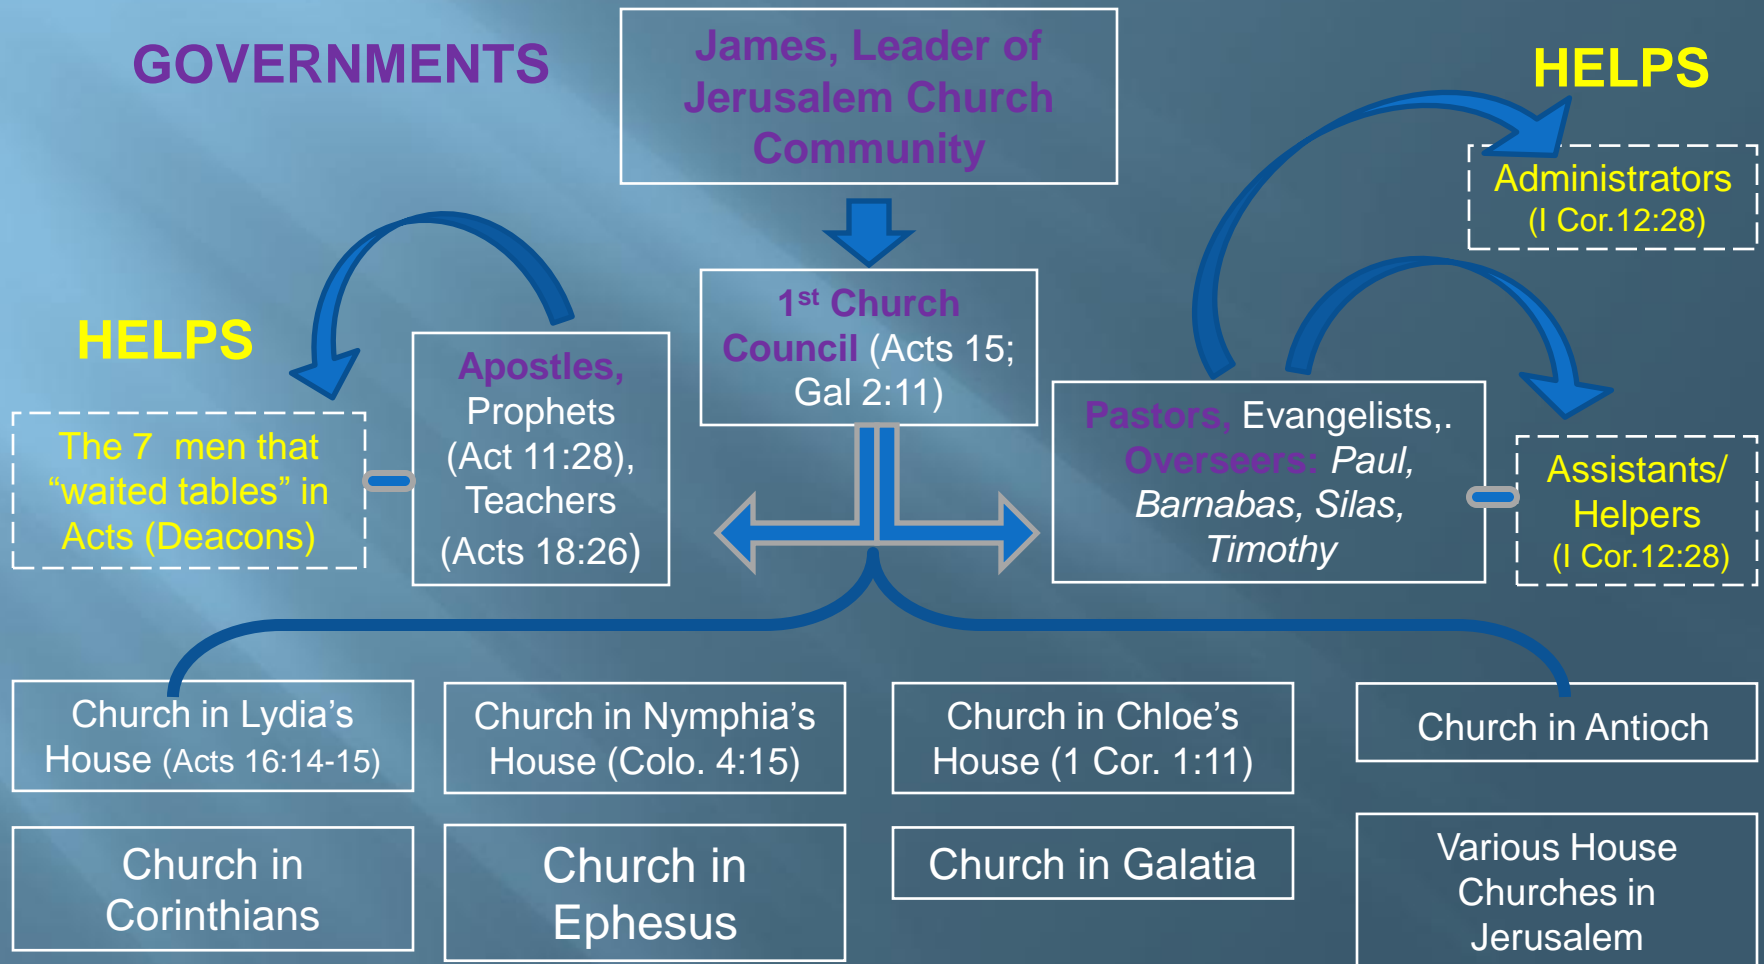 GOVERNMENTS
James, Leader of
Jerusalem Church
Community
HELPS
Administrators
(I Cor.12:28)
HELPS
1st Church
Council (Acts 15;
Gal 2:11)
Apostles,
Prophets
(Act 11:28),
Teachers
(Acts 18:26)
The 7 men that
“waited tables” in
Acts (Deacons)
Pastors, Evangelists,.
Overseers: Paul,
Barnabas, Silas,
Timothy
Assistants/
Helpers
(I Cor.12:28)
Church in Lydia’s
House (Acts 16:14-15)
Church in Nymphia’s
House (Colo. 4:15)
Church in Chloe’s
House (1 Cor. 1:11)
Church in Antioch
Church in
Corinthians
Church in
Ephesus
Church in Galatia
Various House
Churches in
Jerusalem